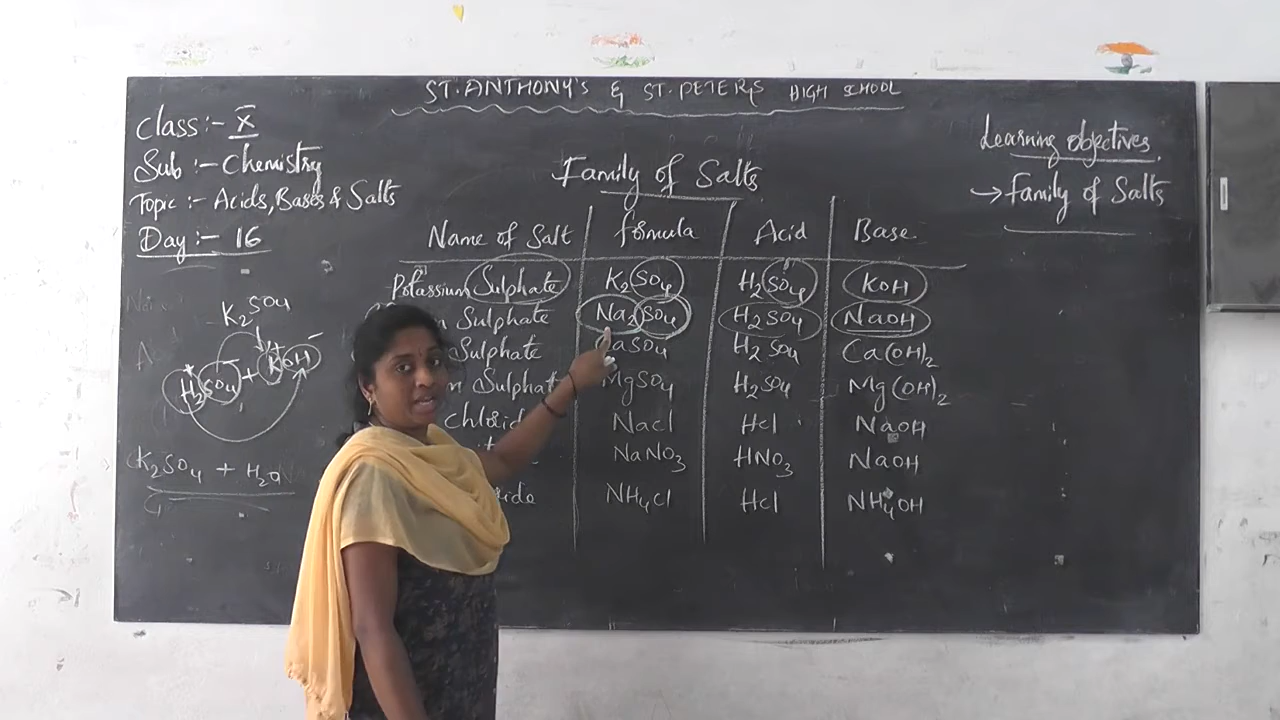 ST. ANTHONY'S & ST. PETERS HIGH SCHOOL
Class:- X
Sub:- Chemistry
Topic:- Acids, Bases & Salts
Day:- 16
K₂SO₄
H₂SO₄ + KOH
K₂SO₄ + H₂O
Family of Salts
Name of Salt formula Acid Base
Potassium Sulphate K₂SO₄ H₂SO₄ KOH
Sulphate Na₂SO₄ H₂SO₄ NaOH
Sulphate CaSO₄ H₂SO₄ Ca(OH)₂
Sulphat MgSO₄ H₂SO₄ Mg(OH)₂
Chlorid Nacl Hcl NaOH
NaNO₃ HNO₃ NaOH
NH₄Cl Hcl NH₄OH
Learning objectives
→ family of Salts